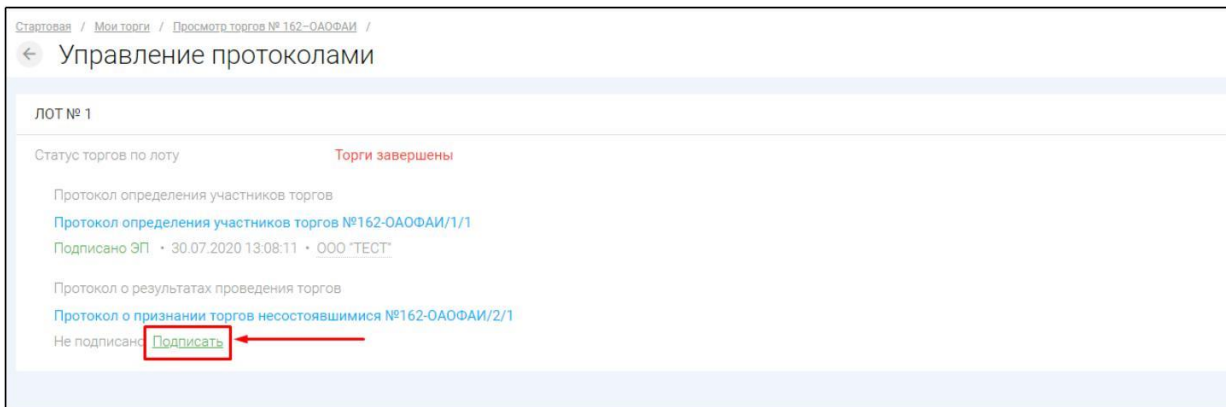 Стартовая / Мои торги / Просмотр торгов № 162–ОАОФАИ /
← Управление протоколами
ЛОТ № 1
Статус торгов по лоту Торги завершены
Протокол определения участников торгов
Протокол определения участников торгов №162-ОАОФАИ/1/1
Подписано ЭП • 30.07.2020 13:08:11 • ООО "ТЕСТ"
Протокол о результатах проведения торгов
Протокол о признании торгов несостоявшимися №162-ОАОФАИ/2/1
Не подписано Подписать